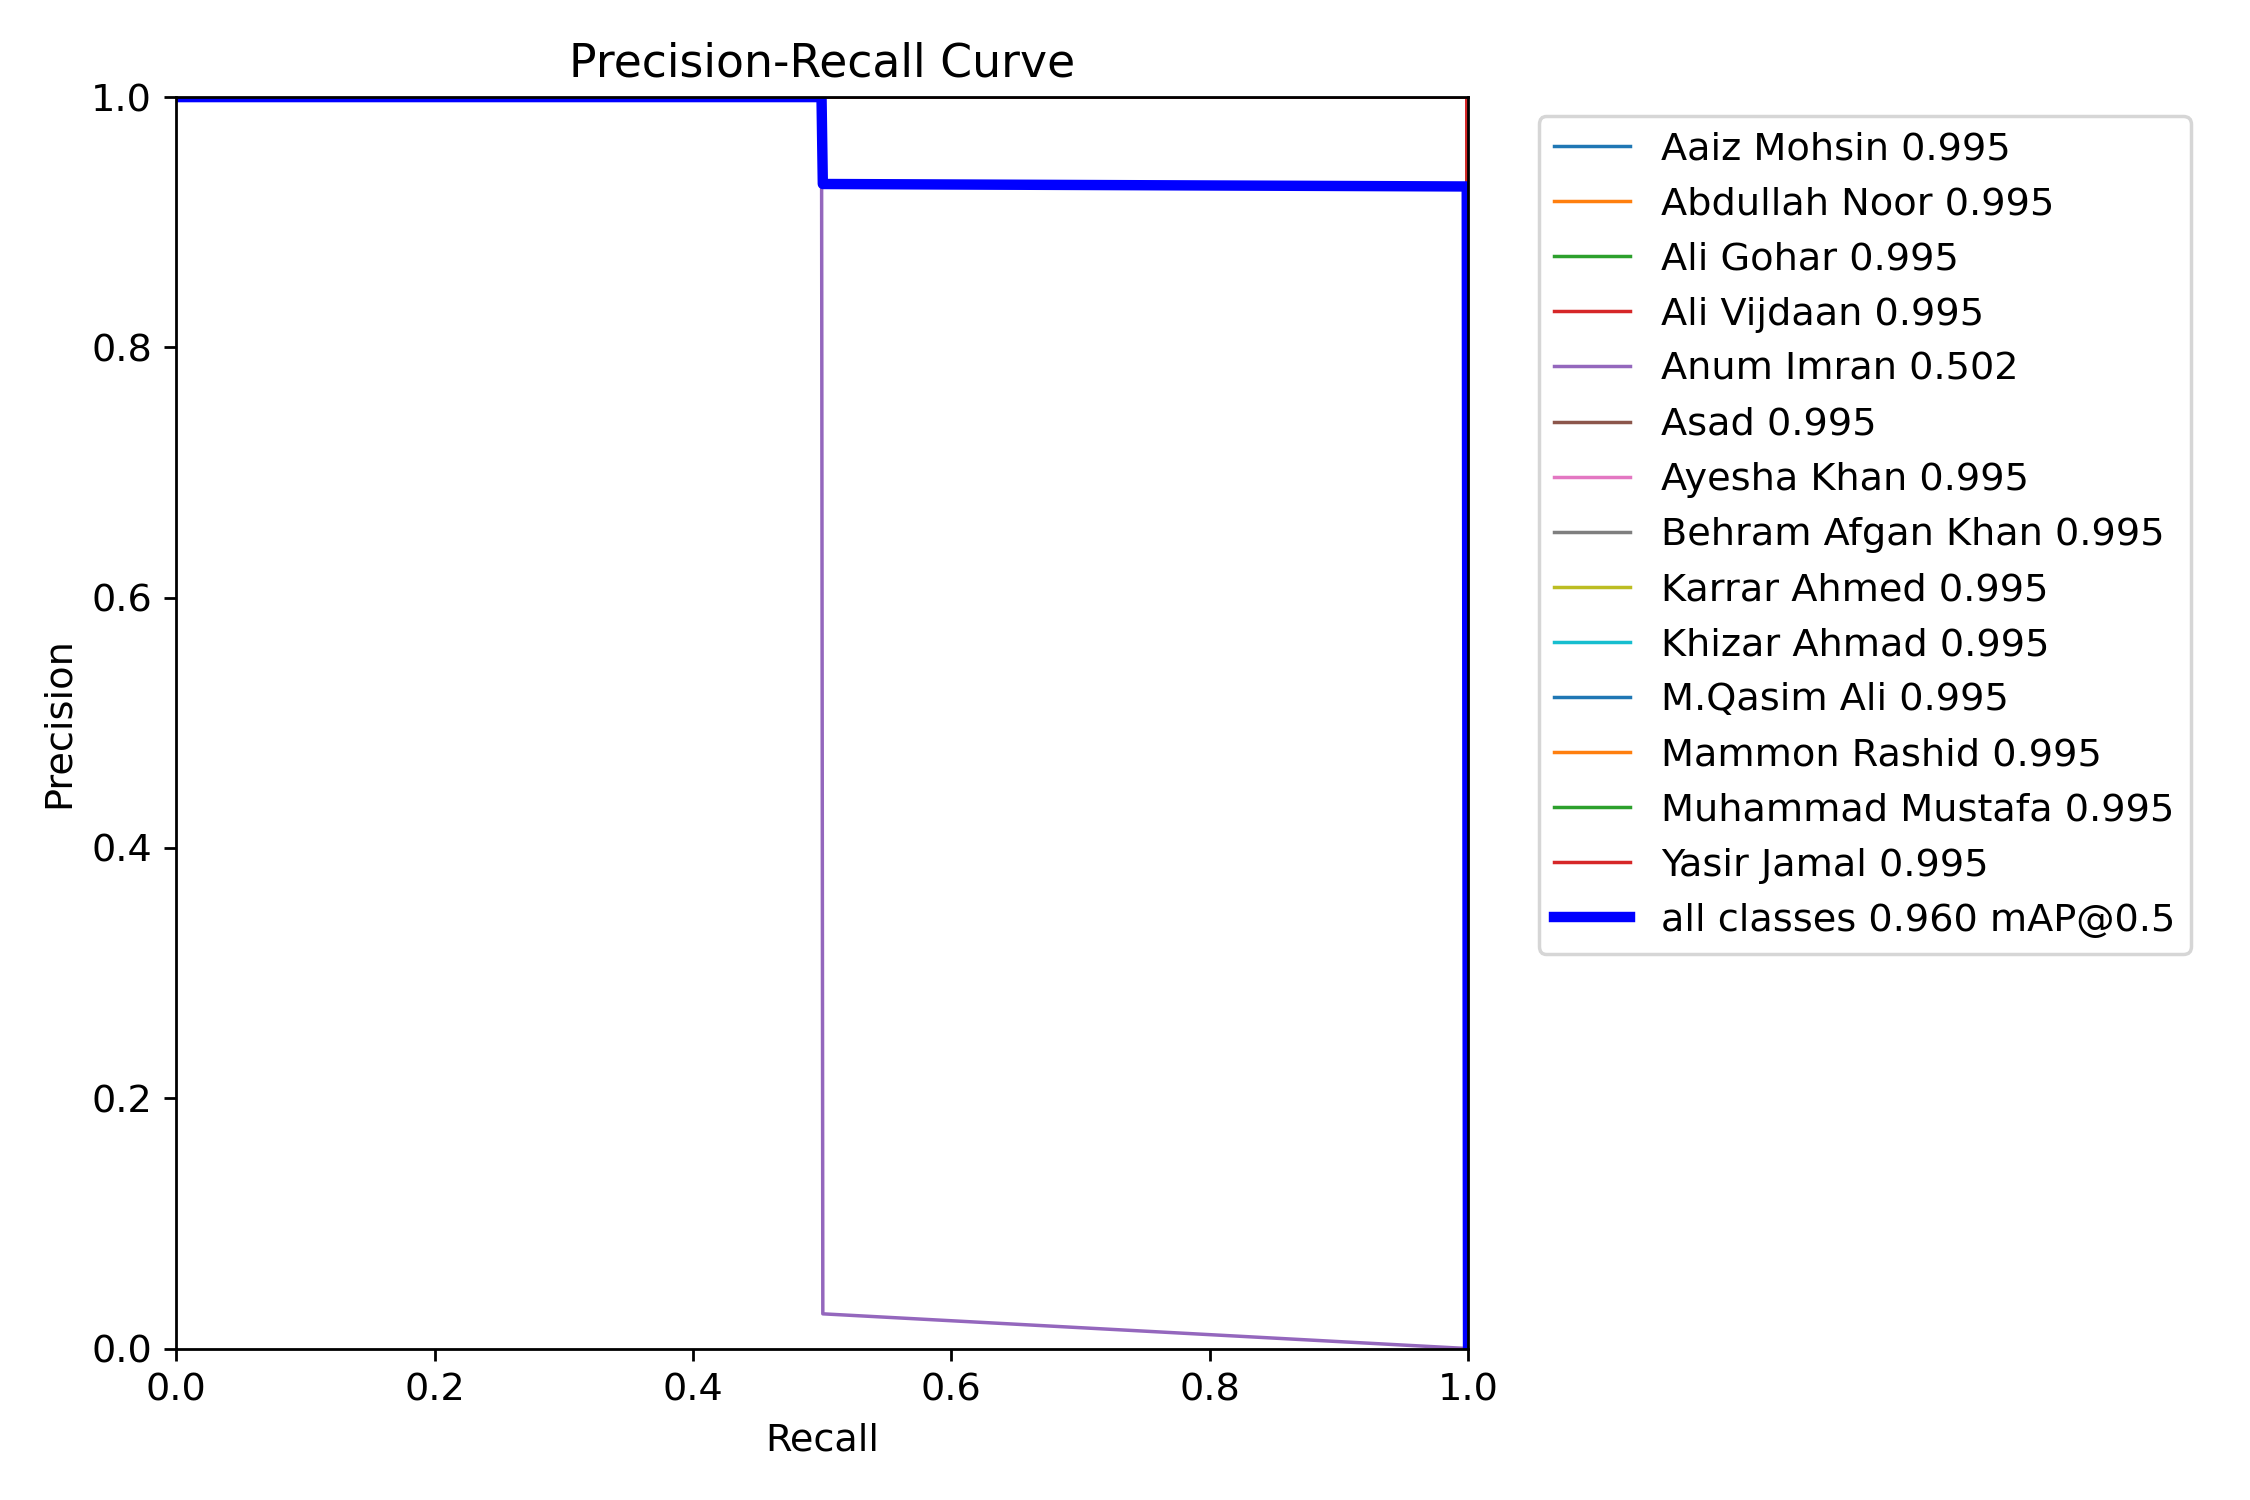 Precision-Recall Curve
1.0
0.8
0.6
0.4
0.2
0.0
Precision
0.0 0.2 0.4 0.6 0.8 1.0
Recall
Aaiz Mohsin 0.995
Abdullah Noor 0.995
Ali Gohar 0.995
Ali Vijdaan 0.995
Anum Imran 0.502
Asad 0.995
Ayesha Khan 0.995
Behram Afgan Khan 0.995
Karrar Ahmed 0.995
Khizar Ahmad 0.995
M.Qasim Ali 0.995
Mammon Rashid 0.995
Muhammad Mustafa 0.995
Yasir Jamal 0.995
all classes 0.960 mAP@0.5